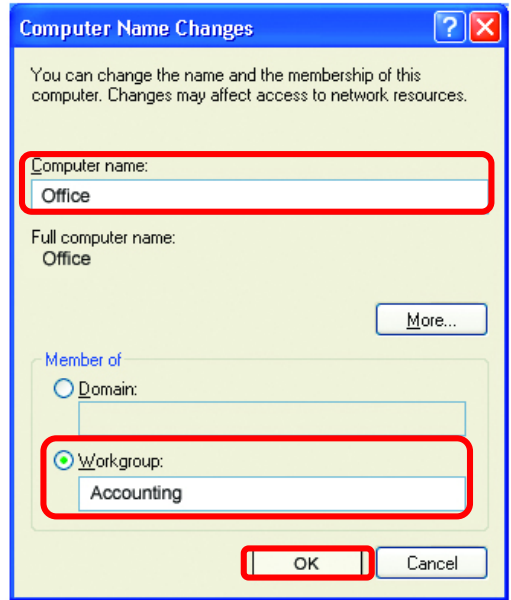 Computer Name Changes
You can change the name and the membership of this
computer. Changes may affect access to network resources.
Computer name:
Office
Full computer name:
Office
More...
Member of
Domain:
Workgroup:
Accounting
OK Cancel